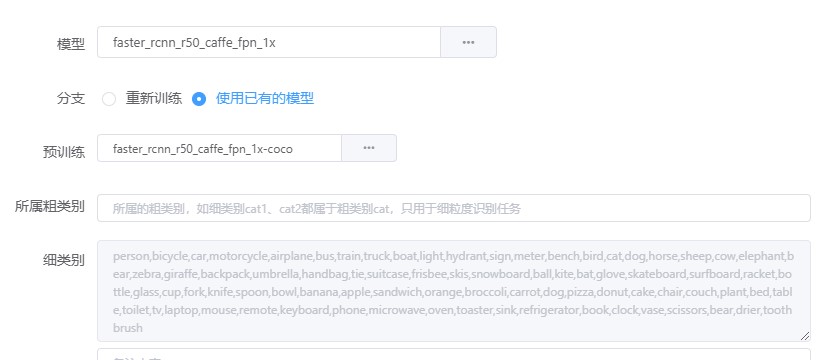 模型 faster_rcnn_r50_caffe_fpn_1x ···
分支 重新训练 使用已有的模型
预训练 faster_rcnn_r50_caffe_fpn_1x-coco ···
所属粗类别 所属的粗类别，如细类别cat1、cat2都属于粗类别cat，只用于细粒度识别任务
细类别 person,bicycle,car,motorcycle,airplane,bus,train,truck,boat,light,hydrant,sign,meter,bench,bird,cat,dog,horse,sheep,cow,elephant,b
ear,zebra,giraffe,backpack,umbrella,handbag,tie,suitcase,frisbee,skis,snowboard,ball,kite,bat,glove,skateboard,surfboard,racket,bo
ttle,glass,cup,fork,knife,spoon,bowl,banana,apple,sandwich,orange,broccoli,carrot,dog,pizza,donut,cake,chair,couch,plant,bed,tabl
e,toilet,tv,laptop,mouse,remote,keyboard,phone,microwave,oven,toaster,sink,refrigerator,book,clock,vase,scissors,bear,drier,tooth
brush